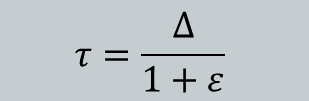 τ = Δ / (1 + ε)